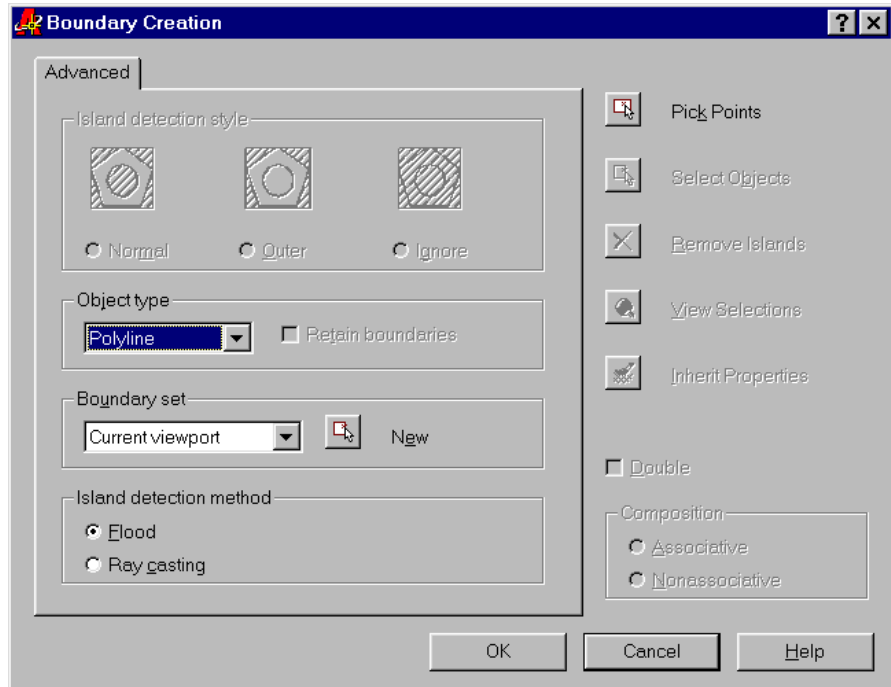 Boundary Creation
Advanced
Island detection style
Normal
Outer
Ignore
Object type
Polyline
Retain boundaries
Boundary set
Current viewport
New
Island detection method
Flood
Ray casting
Pick Points
Select Objects
Remove Islands
View Selections
Inherit Properties
Double
Composition
Associative
Nonassociative
OK
Cancel
Help